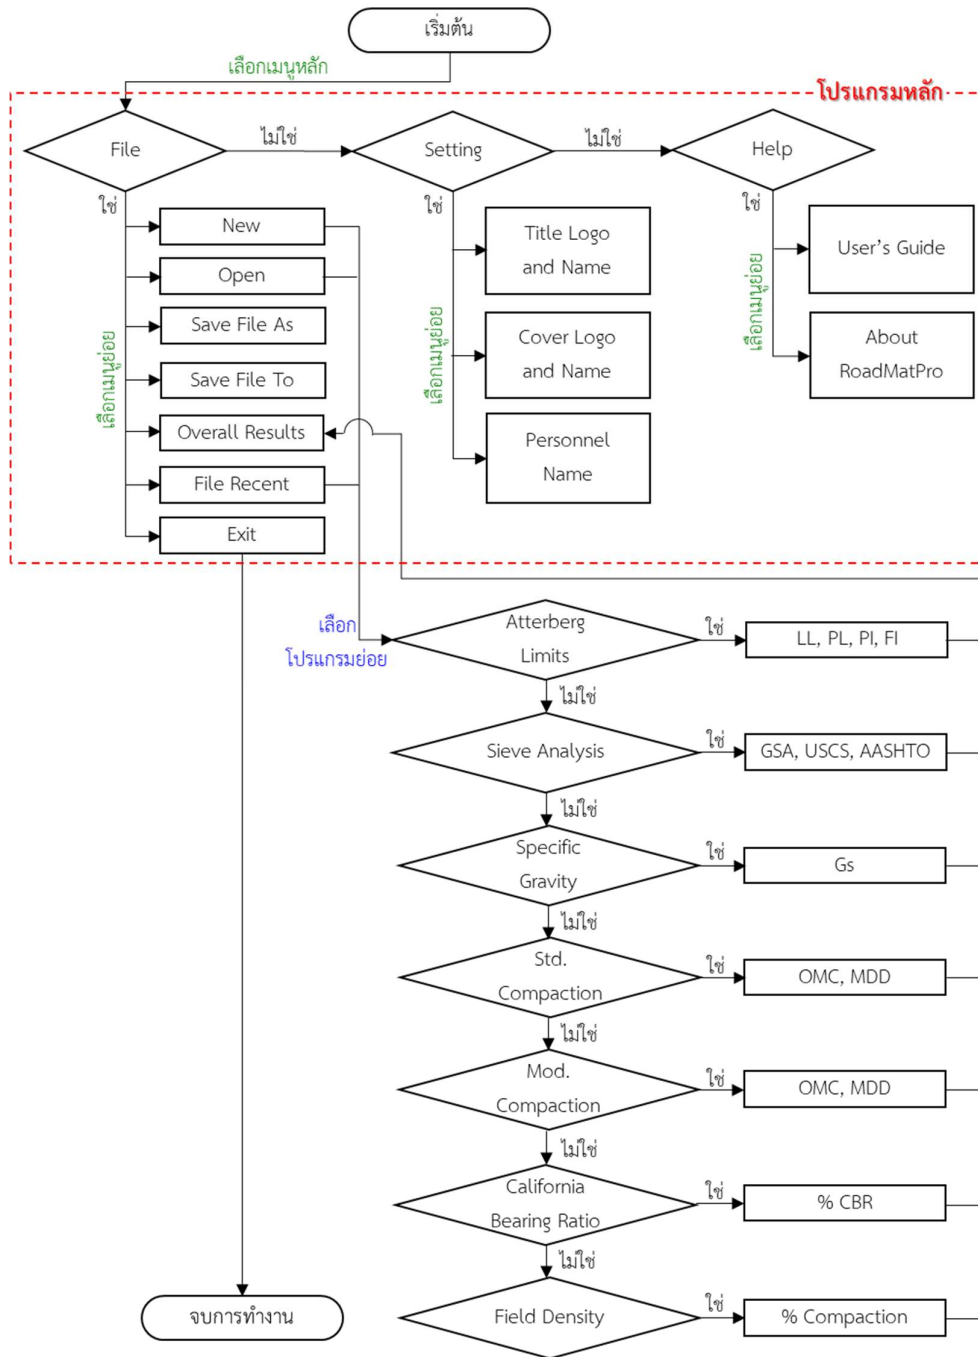 เริ่มต้น
เลือกเมนูหลัก
โปรแกรมหลัก
File
ไม่ใช่
Setting
ไม่ใช่
Help
ใช่
ใช่
ใช่
เลือกเมนูย่อย
New
Open
Save File As
Save File To
Overall Results
File Recent
Exit
เลือกเมนูย่อย
Title Logo
and Name
Cover Logo
and Name
Personnel
Name
เลือกเมนูย่อย
User's Guide
About
RoadMatPro
เลือก
โปรแกรมย่อย
Atterberg
Limits
ใช่
LL, PL, PI, FI
ไม่ใช่
Sieve Analysis
ใช่
GSA, USCS, AASHTO
ไม่ใช่
Specific
Gravity
ใช่
Gs
ไม่ใช่
Std.
Compaction
ใช่
OMC, MDD
ไม่ใช่
Mod.
Compaction
ใช่
OMC, MDD
ไม่ใช่
California
Bearing Ratio
ใช่
% CBR
ไม่ใช่
Field Density
ใช่
% Compaction
จบการทำงาน